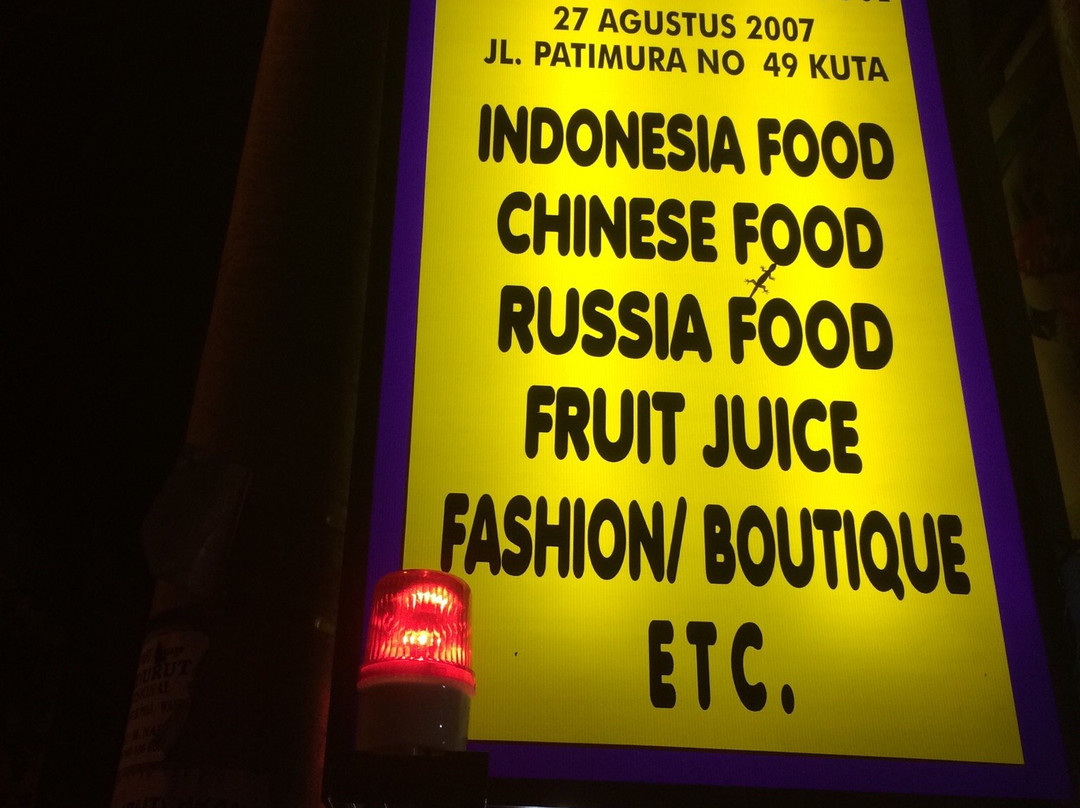 27 AGUSTUS 2007
JL. PATIMURA NO 49 KUTA
INDONESIA FOOD
CHINESE FOOD
RUSSIA FOOD
FRUIT JUICE
FASHION/ BOUTIQUE
ETC.